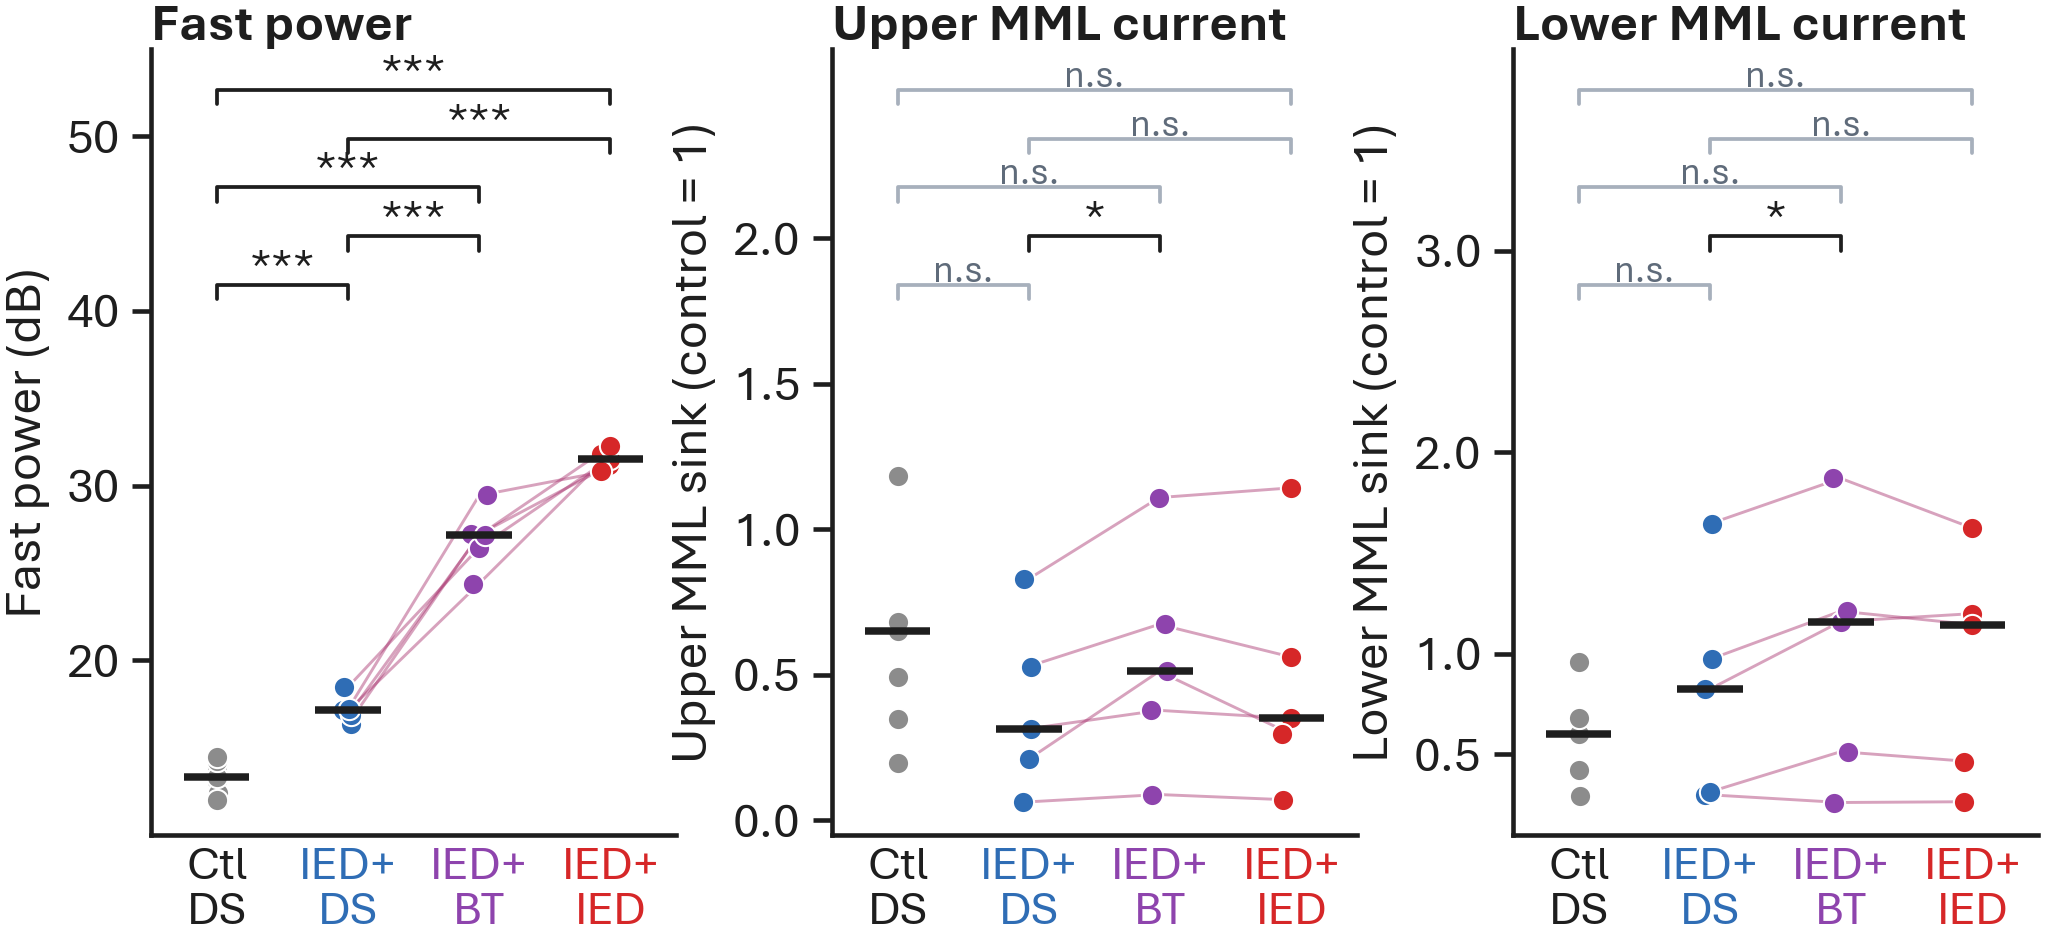 Fast power
Fast power (dB)
50
40
30
20
***
***
***
***
***
Ctl
DS
IED+
DS
IED+
BT
IED+
IED
Upper MML current
Upper MML sink (control = 1)
2.0
1.5
1.0
0.5
0.0
n.s.
n.s.
n.s.
*
n.s.
Ctl
DS
IED+
DS
IED+
BT
IED+
IED
Lower MML current
Lower MML sink (control = 1)
3.0
2.0
1.0
0.5
n.s.
n.s.
n.s.
*
n.s.
Ctl
DS
IED+
DS
IED+
BT
IED+
IED